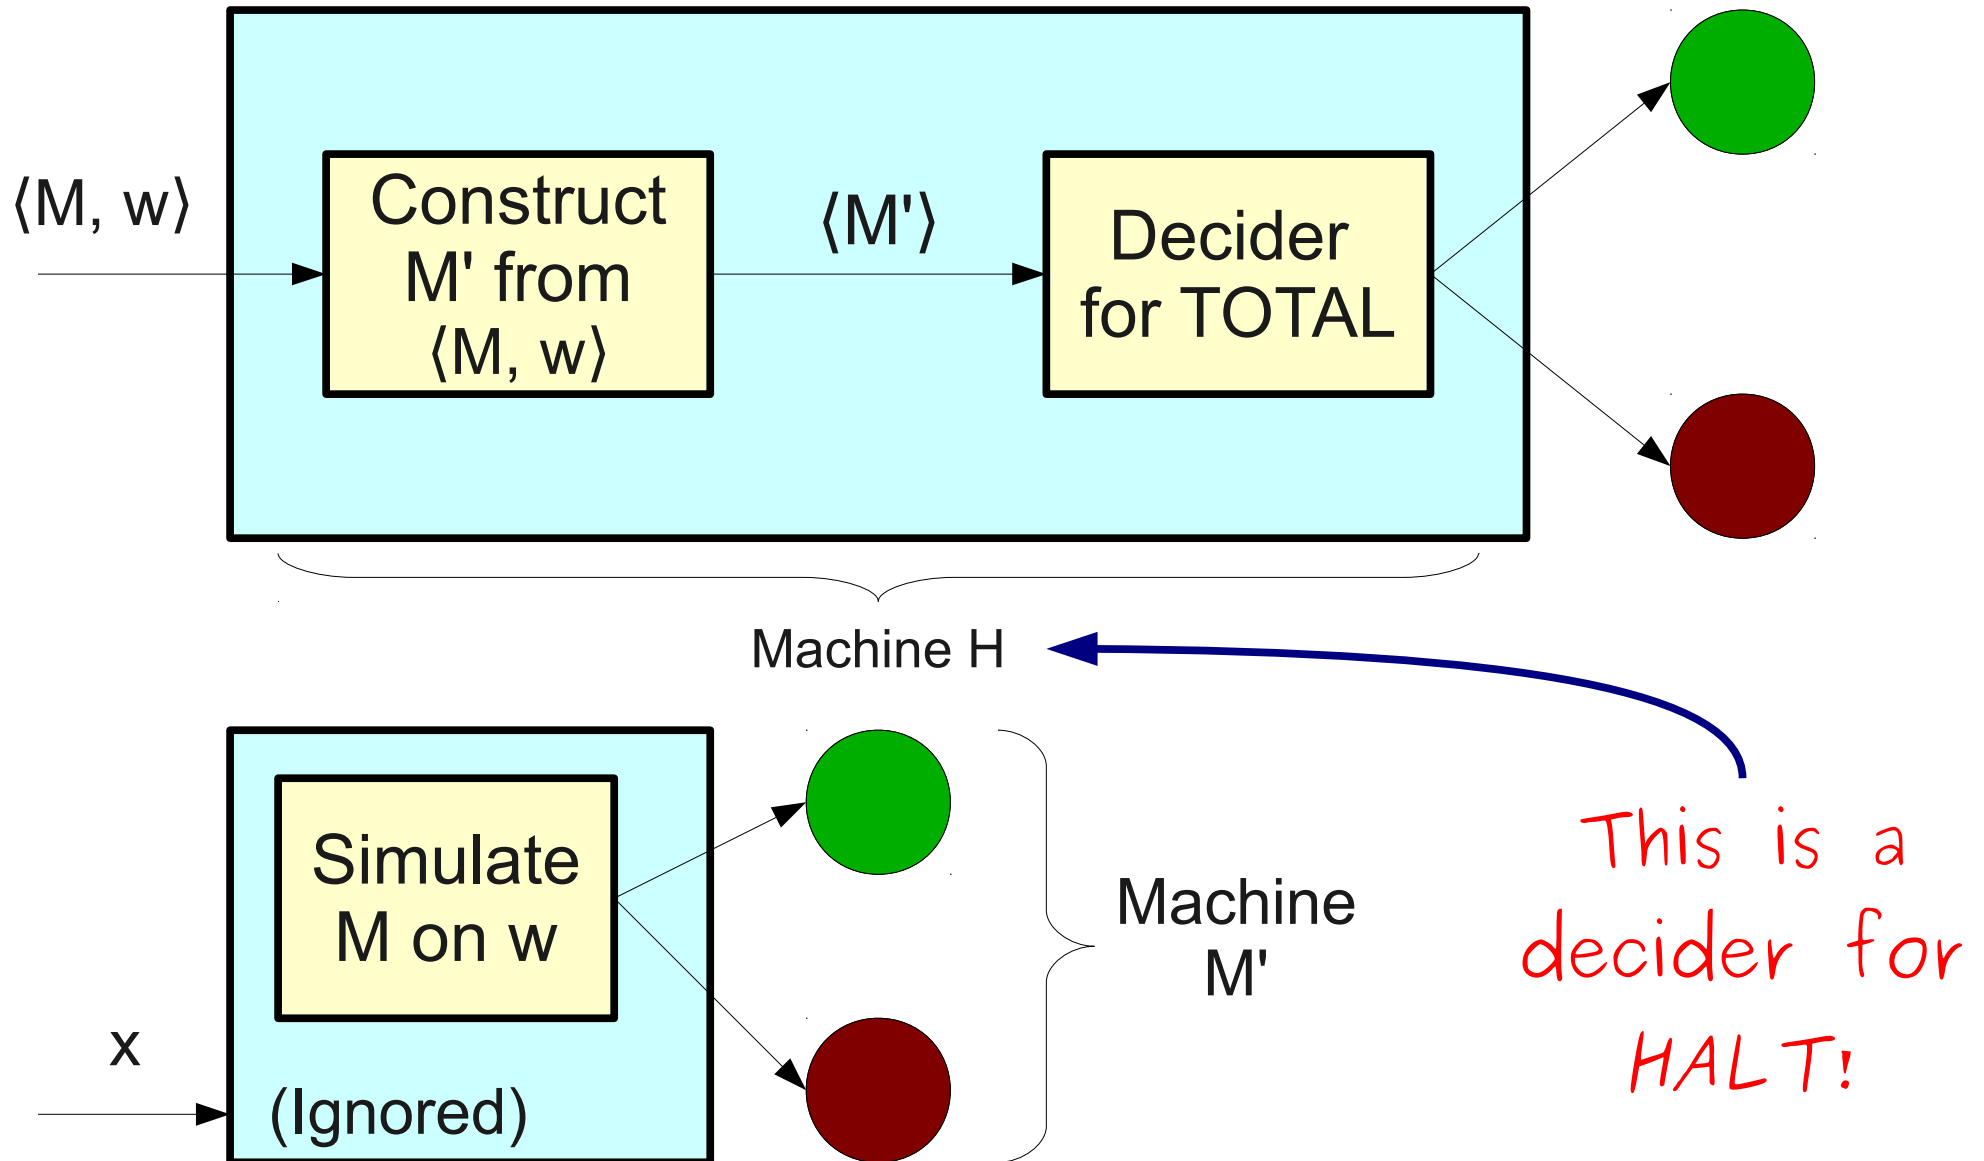 ⟨M, w⟩
Construct
M' from
⟨M, w⟩
⟨M'⟩
Decider
for TOTAL
Machine H
Simulate
M on w
x
(Ignored)
Machine
M'
This is a
decider for
HALT!